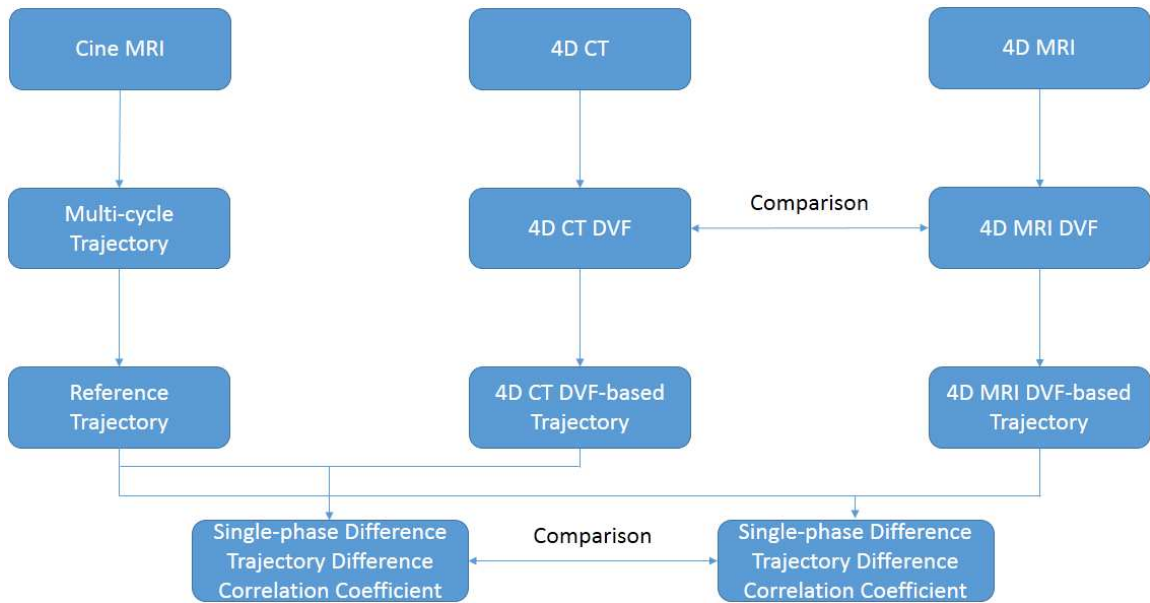 Cine MRI
4D CT
4D MRI
Multi-cycle
Trajectory
4D CT DVF
Comparison
4D MRI DVF
Reference
Trajectory
4D CT DVF-based
Trajectory
4D MRI DVF-based
Trajectory
Single-phase Difference
Trajectory Difference
Correlation Coefficient
Comparison
Single-phase Difference
Trajectory Difference
Correlation Coefficient